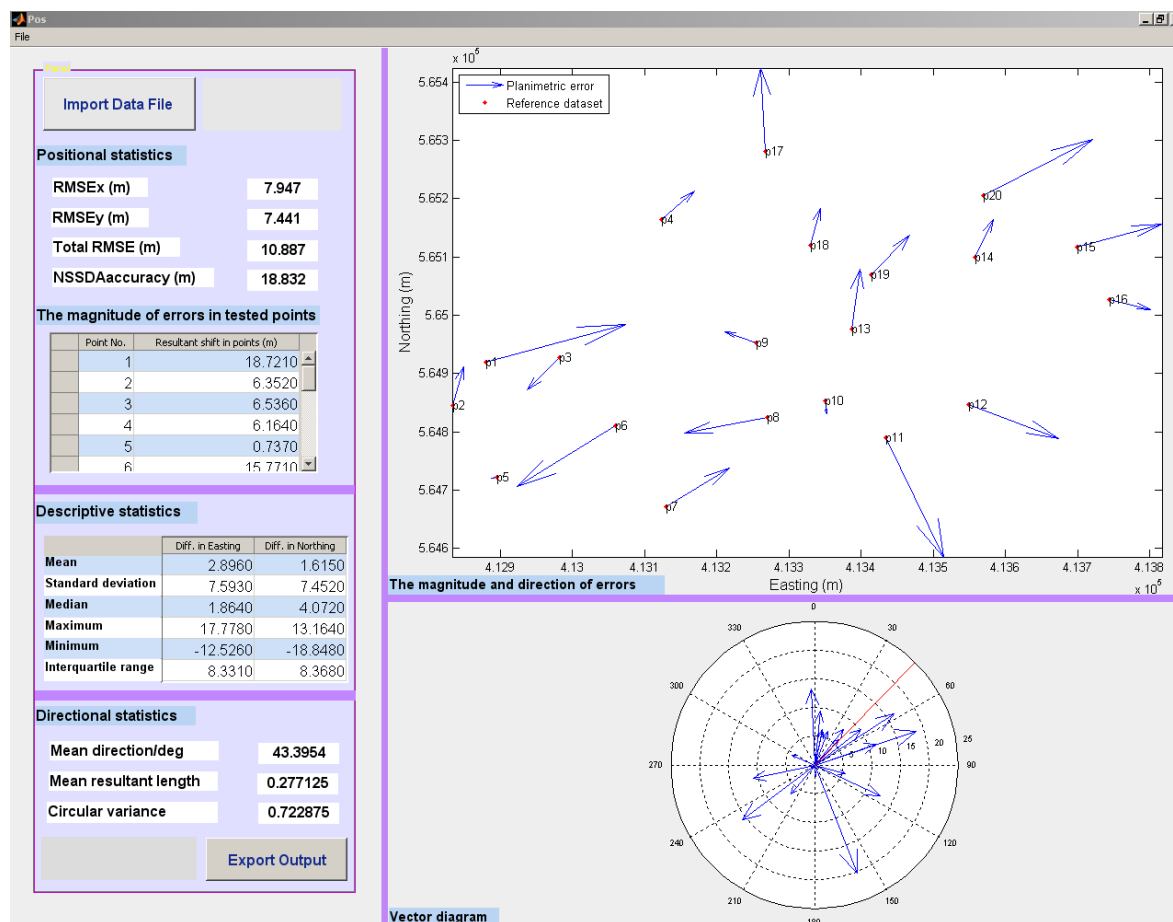 Pos
File
Panel
Import Data File
Positional statistics
RMSEx (m) 7.947
RMSEy (m) 7.441
Total RMSE (m) 10.887
NSSDAaccuracy (m) 18.832
The magnitude of errors in tested points
Point No. Resultant shift in points (m)
1 18.7210
2 6.3520
3 6.5360
4 6.1640
5 0.7370
6 15.7710
Descriptive statistics
Diff. in Easting Diff. in Northing
Mean 2.8960 1.6150
Standard deviation 7.5930 7.4520
Median 1.8640 4.0720
Maximum 17.7780 13.1640
Minimum -12.5260 -18.8480
Interquartile range 8.3310 8.3680
Directional statistics
Mean direction/deg 43.3954
Mean resultant length 0.277125
Circular variance 0.722875
Export Output
x 10⁵
Planimetric error
Reference dataset
Northing (m)
5.654
5.653
5.652
5.651
5.65
5.649
5.648
5.647
5.646
p17
p20
p4
p18
p15
p14
p19
p16
p13
p9
p3
p1
p10
p2
p12
p8
p6
p11
p5
p7
4.129 4.13 4.131 4.132 4.133 4.134 4.135 4.136 4.137 4.138
Easting (m)
x 10⁵
The magnitude and direction of errors
0
30
60
90
120
150
180
210
240
270
300
330
5 10 15 20 25
Vector diagram